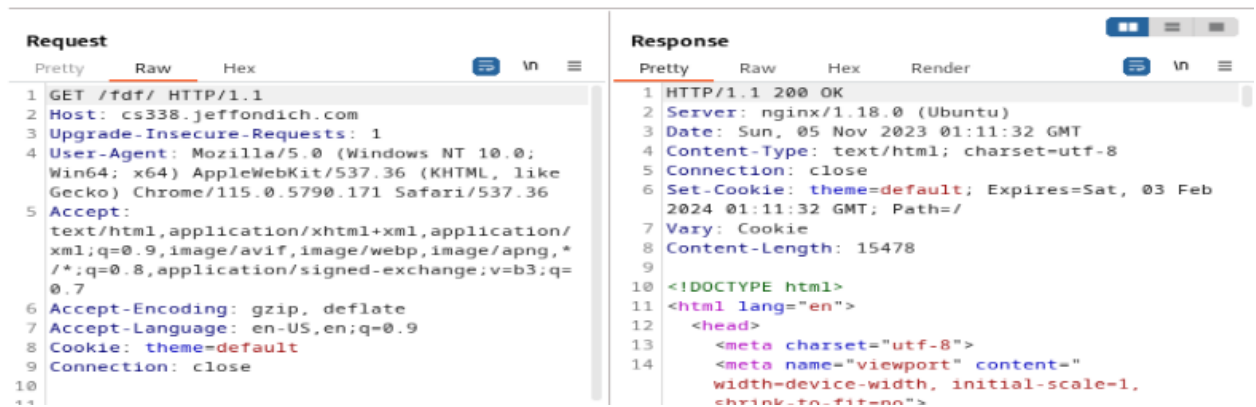 Request
Pretty Raw Hex \n
1 GET /fdf/ HTTP/1.1
2 Host: cs338.jeffondich.com
3 Upgrade-Insecure-Requests: 1
4 User-Agent: Mozilla/5.0 (Windows NT 10.0;
Win64; x64) AppleWebKit/537.36 (KHTML, like
Gecko) Chrome/115.0.5790.171 Safari/537.36
5 Accept:
text/html,application/xhtml+xml,application/
xml;q=0.9,image/avif,image/webp,image/apng,*
/*;q=0.8,application/signed-exchange;v=b3;q=
0.7
6 Accept-Encoding: gzip, deflate
7 Accept-Language: en-US,en;q=0.9
8 Cookie: theme=default
9 Connection: close
10
11
Response
Pretty Raw Hex Render \n
1 HTTP/1.1 200 OK
2 Server: nginx/1.18.0 (Ubuntu)
3 Date: Sun, 05 Nov 2023 01:11:32 GMT
4 Content-Type: text/html; charset=utf-8
5 Connection: close
6 Set-Cookie: theme=default; Expires=Sat, 03 Feb
2024 01:11:32 GMT; Path=/
7 Vary: Cookie
8 Content-Length: 15478
9
10 <!DOCTYPE html>
11 <html lang="en">
12 <head>
13 <meta charset="utf-8">
14 <meta name="viewport" content="
width=device-width, initial-scale=1,
shrink-to-fit=no">